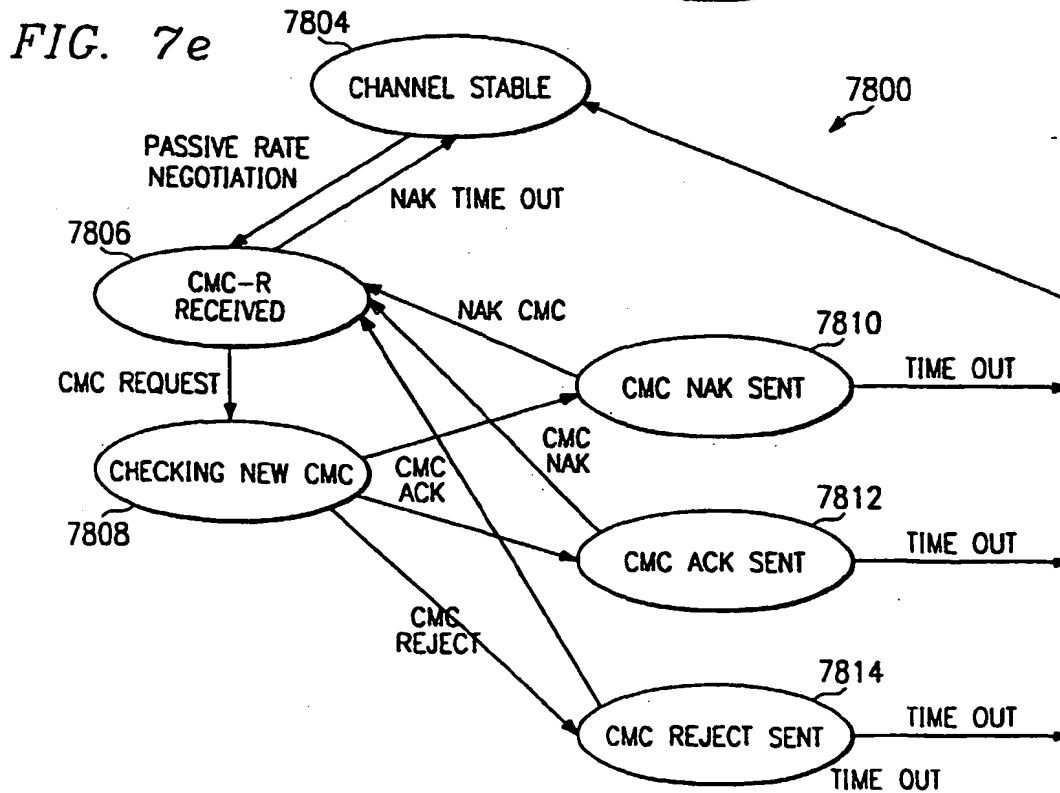 FIG. 7e
7804
CHANNEL STABLE
7800
PASSIVE RATE
NEGOTIATION
NAK TIME OUT
7806
CMC-R
RECEIVED
NAK CMC
7810
CMC REQUEST
CMC NAK SENT
TIME OUT
CMC
NAK
CHECKING NEW CMC
CMC
ACK
7808
7812
CMC ACK SENT
TIME OUT
CMC
REJECT
7814
CMC REJECT SENT
TIME OUT
TIME OUT